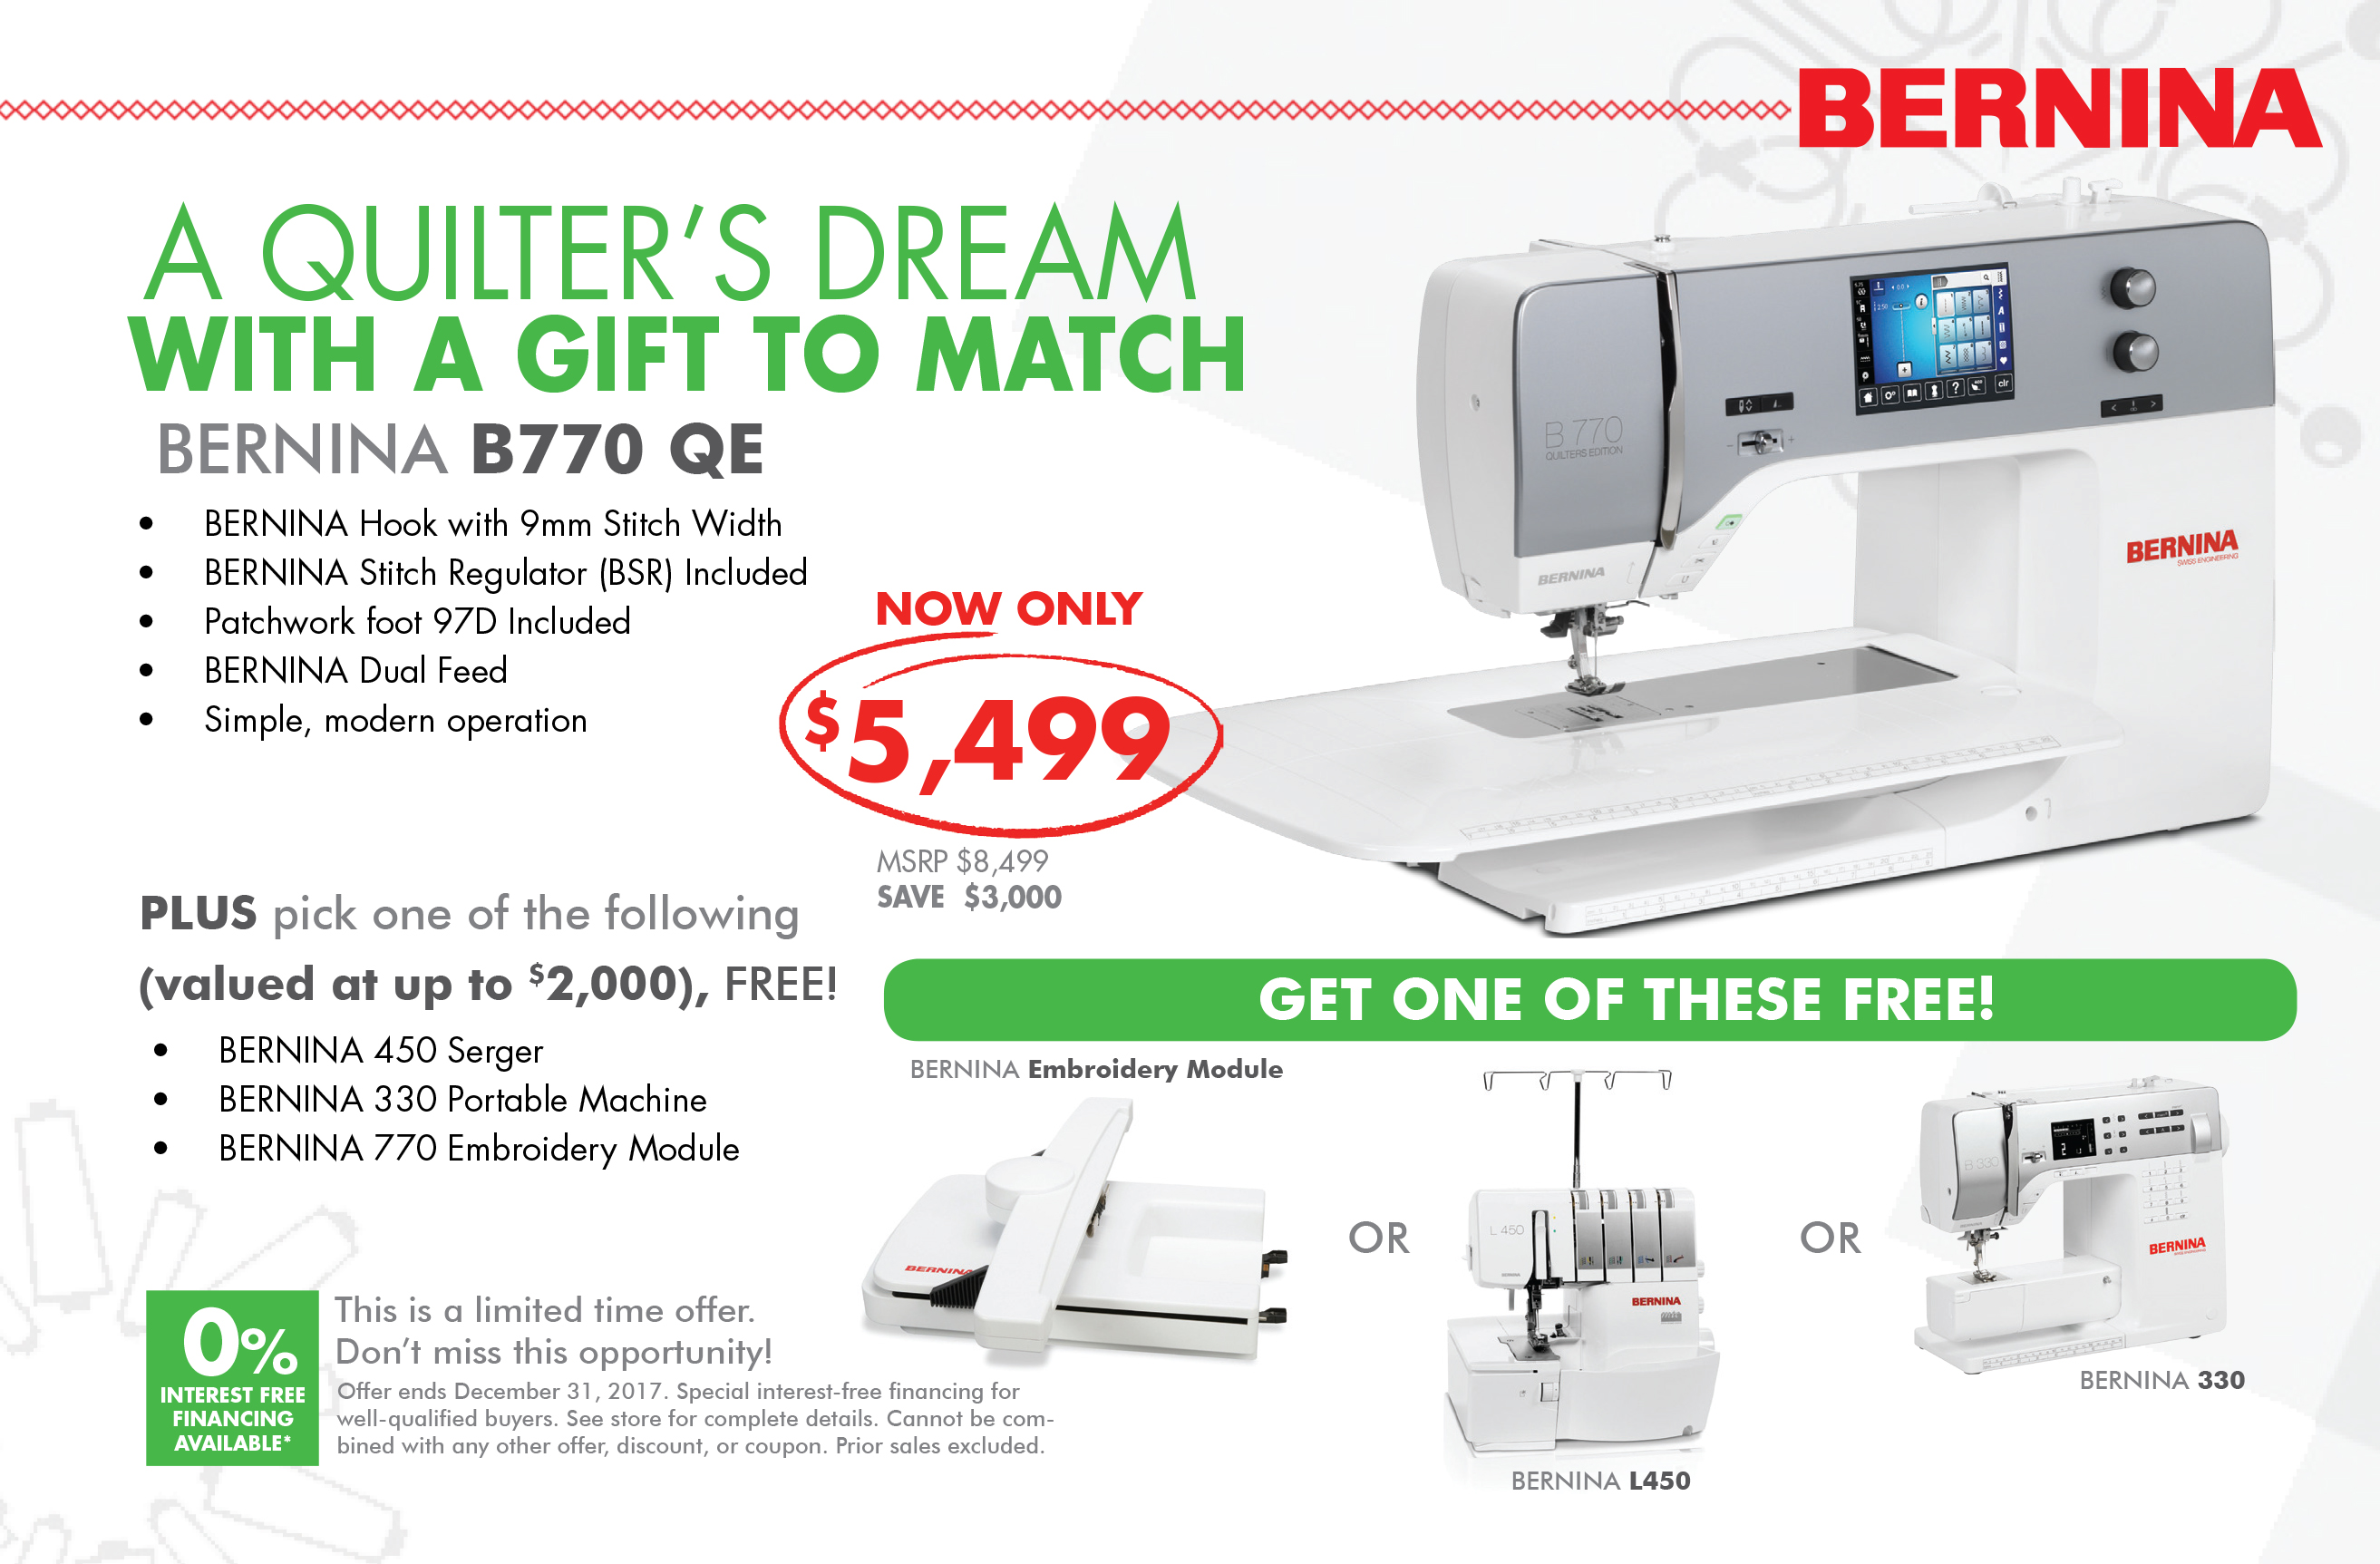 BERNINA
A QUILTER'S DREAM
WITH A GIFT TO MATCH
BERNINA B770 QE
• BERNINA Hook with 9mm Stitch Width
• BERNINA Stitch Regulator (BSR) Included
• Patchwork foot 97D Included
• BERNINA Dual Feed
• Simple, modern operation
NOW ONLY
$5,499
MSRP $8,499
SAVE $3,000
B 770
QUILTERS EDITION
BERNINA
clr
BERNINA
SWISS ENGINEERING
PLUS pick one of the following
(valued at up to $2,000), FREE!
• BERNINA 450 Serger
• BERNINA 330 Portable Machine
• BERNINA 770 Embroidery Module
GET ONE OF THESE FREE!
BERNINA Embroidery Module
BERNINA
OR
L 450
BERNINA
BERNINA L450
OR
B 330
BERNINA
BERNINA 330
0%
INTEREST FREE
FINANCING
AVAILABLE*
This is a limited time offer.
Don't miss this opportunity!
Offer ends December 31, 2017. Special interest-free financing for
well-qualified buyers. See store for complete details. Cannot be com-
bined with any other offer, discount, or coupon. Prior sales excluded.